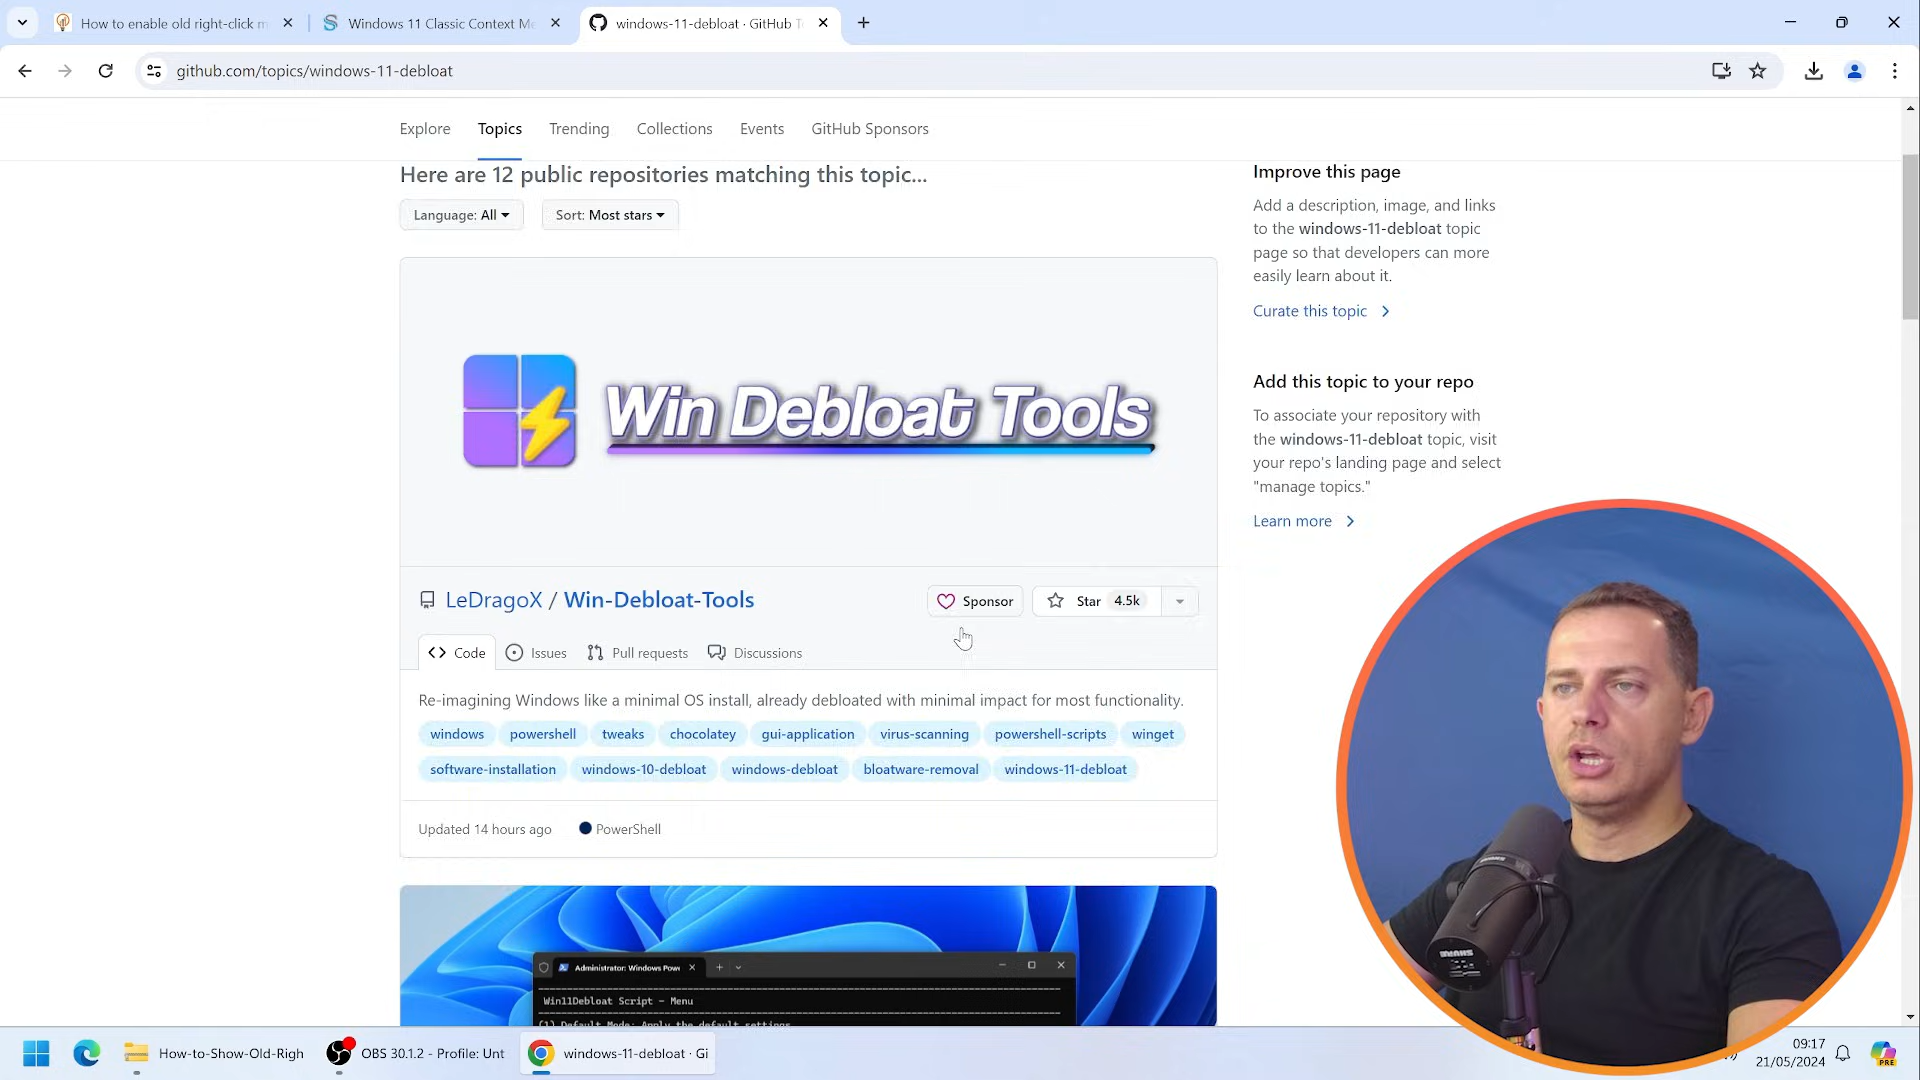 How to enable old right-click m
Windows 11 Classic Context Me
windows-11-debloat · GitHub T
github.com/topics/windows-11-debloat
Explore Topics Trending Collections Events GitHub Sponsors
Here are 12 public repositories matching this topic...
Language: All
Sort: Most stars
Improve this page
Add a description, image, and links
to the windows-11-debloat topic
page so that developers can more
easily learn about it.
Curate this topic
Add this topic to your repo
To associate your repository with
the windows-11-debloat topic, visit
your repo's landing page and select
"manage topics."
Learn more
Win Debloat Tools
LeDragoX / Win-Debloat-Tools
Sponsor
Star 4.5k
Code Issues Pull requests Discussions
Re-imagining Windows like a minimal OS install, already debloated with minimal impact for most functionality.
windows powershell tweaks chocolatey gui-application virus-scanning powershell-scripts winget
software-installation windows-10-debloat windows-debloat bloatware-removal windows-11-debloat
Updated 14 hours ago PowerShell
Administrator: Windows Pow
Win11Debloat Script - Menu
(1) Default Mode: Apply the default settings
How-to-Show-Old-Righ
OBS 30.1.2 - Profile: Unt
windows-11-debloat · Gi
09:17
21/05/2024
PRE